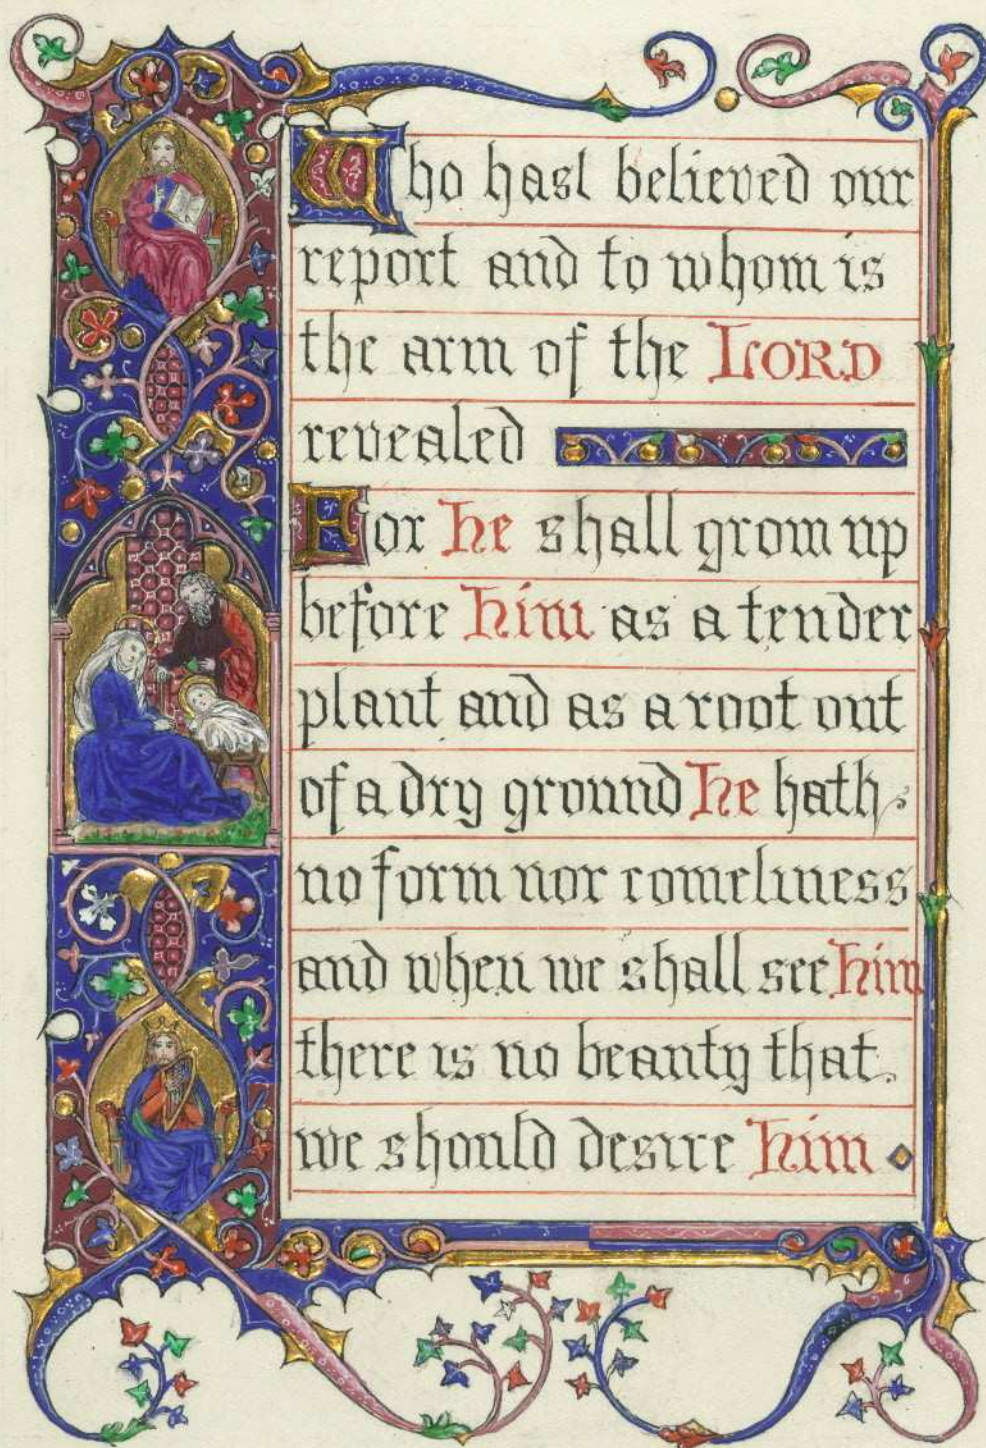 Who hast believed our
report and to whom is
the arm of the LORD
revealed
For he shall grow up
before him as a tender
plant and as a root out
of a dry ground he hath
no form nor comeliness
and when we shall see him
there is no beauty that
we should desire him